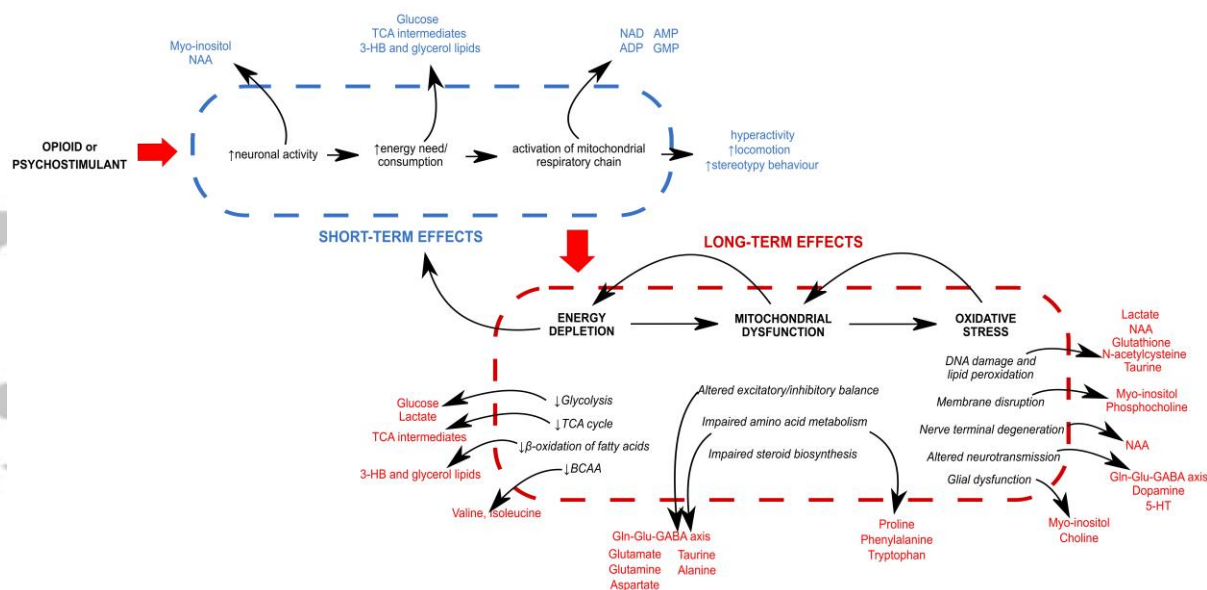 Glucose
TCA intermediates
3-HB and glycerol lipids
NAD AMP
ADP GMP
Myo-inositol
NAA
OPIOID or
PSYCHOSTIMULANT
↑neuronal activity
↑energy need/
consumption
activation of mitochondrial
respiratory chain
hyperactivity
↑locomotion
↑stereotypy behaviour
SHORT-TERM EFFECTS
LONG-TERM EFFECTS
ENERGY
DEPLETION
MITOCHONDRIAL
DYSFUNCTION
OXIDATIVE
STRESS
DNA damage and
lipid peroxidation
Lactate
NAA
Glutathione
N-acetylcysteine
Taurine
Membrane disruption
Myo-inositol
Phosphocholine
Nerve terminal degeneration
NAA
Altered neurotransmission
Gln-Glu-GABA axis
Dopamine
5-HT
Glial dysfunction
Myo-inositol
Choline
Altered excitatory/inhibitory balance
Impaired amino acid metabolism
Impaired steroid biosynthesis
Glucose
Lactate
↓Glycolysis
TCA intermediates
↓TCA cycle
3-HB and glycerol lipids
↓β-oxidation of fatty acids
↓BCAA
Valine, Isoleucine
Gln-Glu-GABA axis
Glutamate Taurine
Glutamine Alanine
Aspartate
Proline
Phenylalanine
Tryptophan